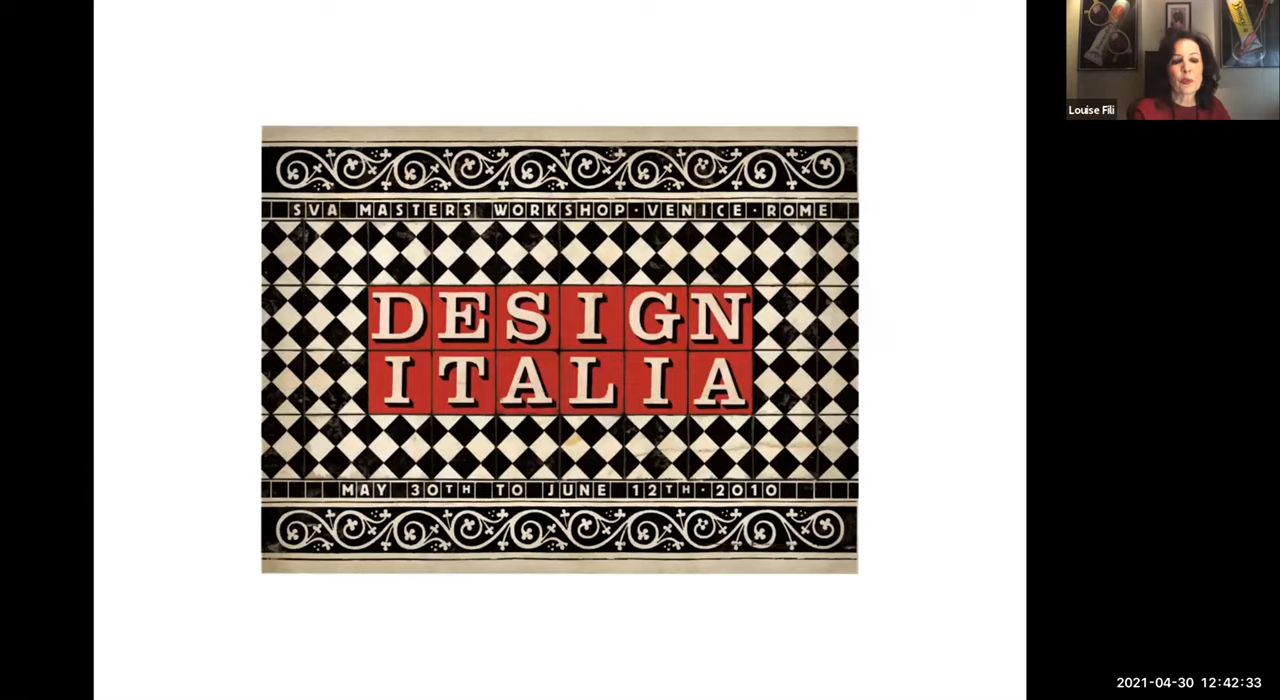 SVA MASTERS WORKSHOP · VENICE · ROME
DESIGN
ITALIA
MAY 30TH TO JUNE 12TH · 2010
Louise Fili
2021-04-30 12:42:33